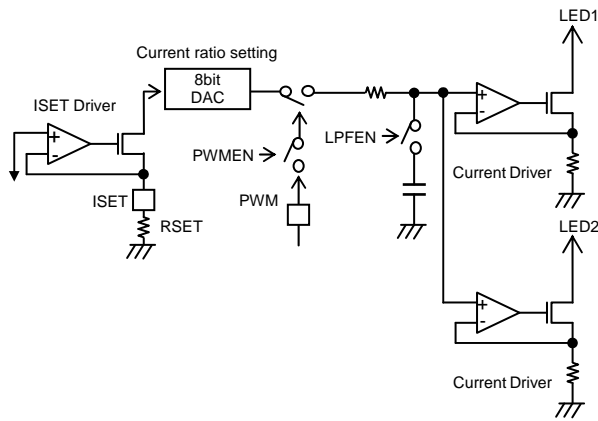 LED1
Current ratio setting
8bit
DAC
ISET Driver
+
-
+
-
PWMEN
LPFEN
Current Driver
ISET
PWM
RSET
LED2
+
-
Current Driver